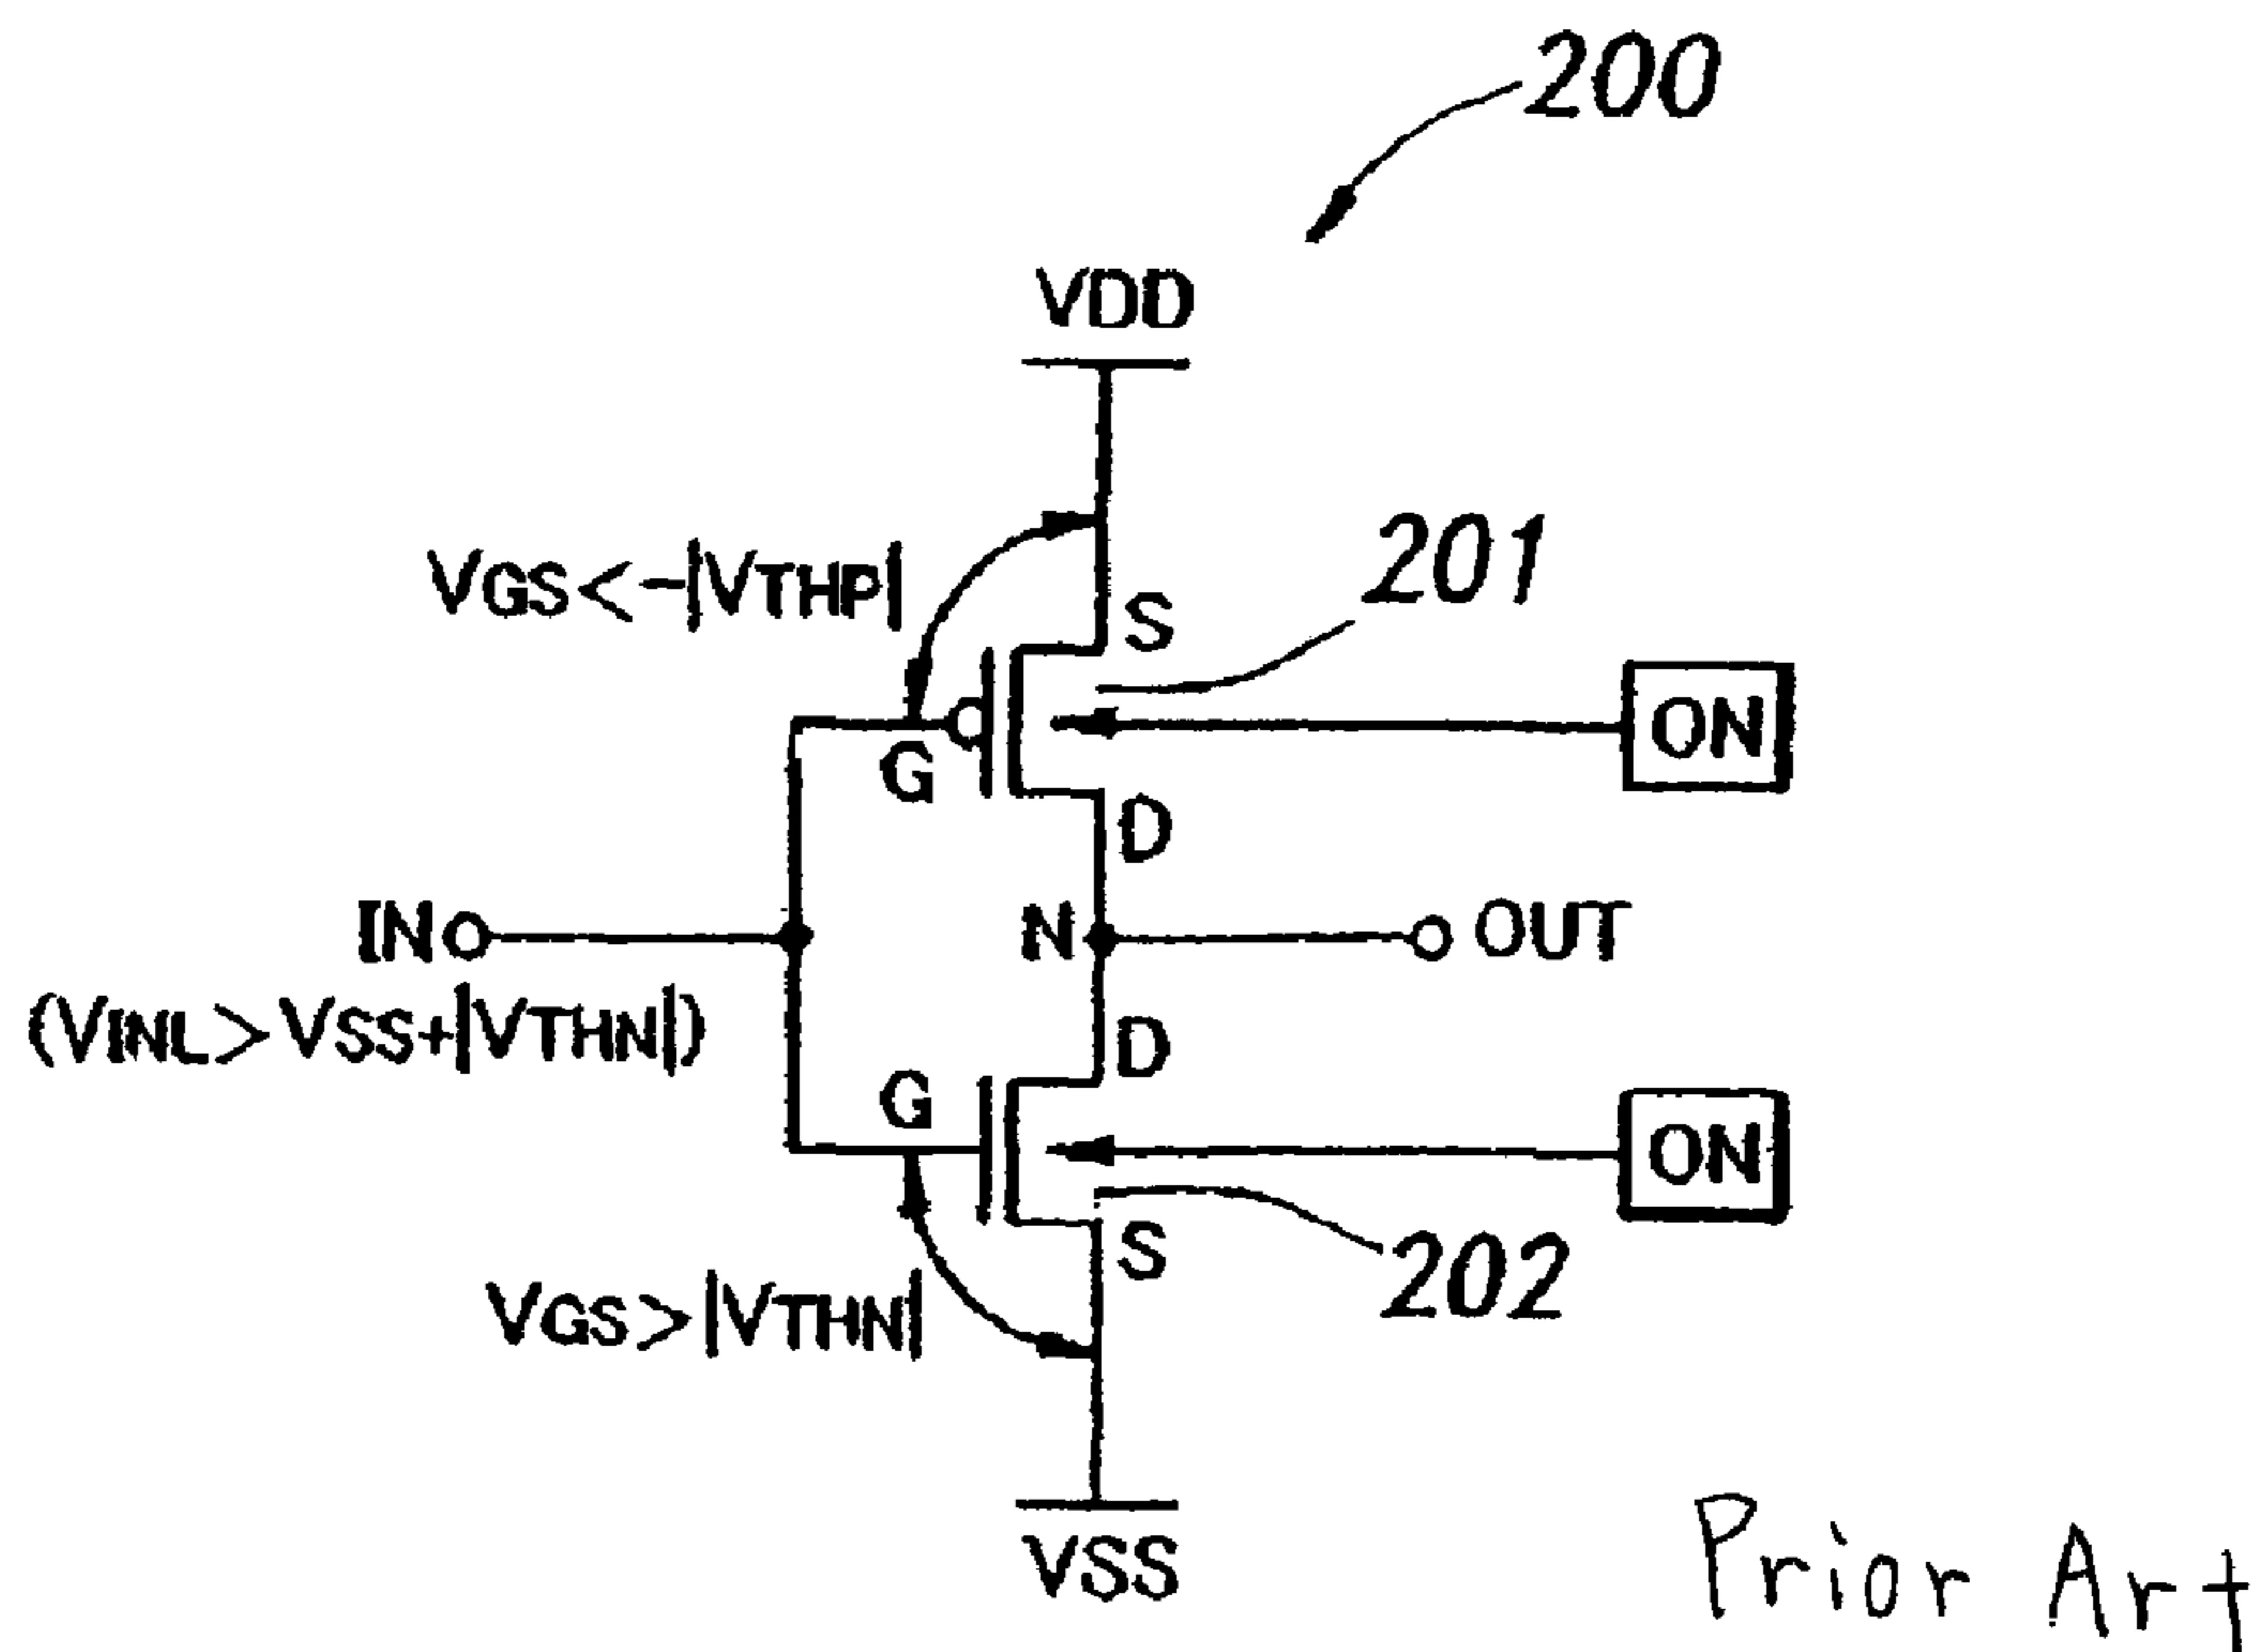 200
VDD
VGS<-|VTHP|
201
S
ON
G
D
IN
N
OUT
(VINL>VSS+|VTHN|)
D
G
ON
S
202
VGS>|VTHN|
VSS
Prior Art